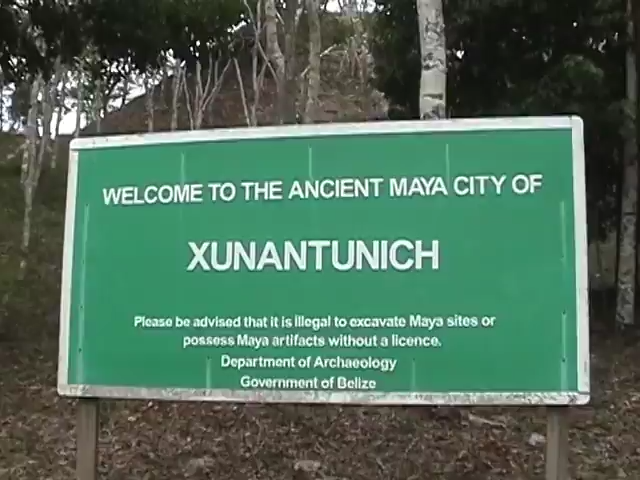 WELCOME TO THE ANCIENT MAYA CITY OF
XUNANTUNICH
Please be advised that it is illegal to excavate Maya sites or
possess Maya artifacts without a licence.
Department of Archaeology
Government of Belize